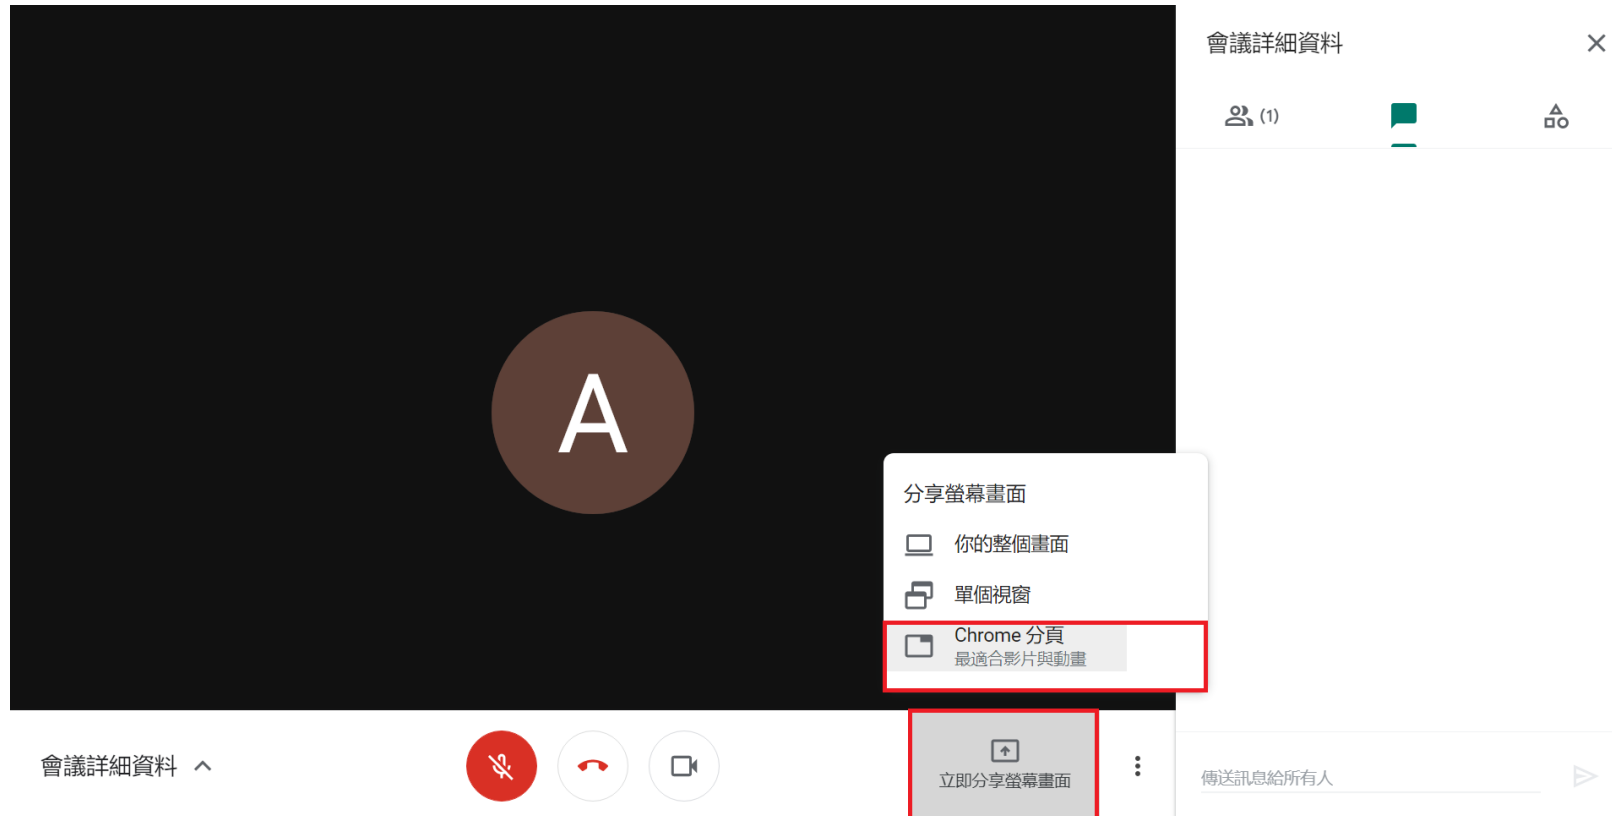 會議詳細資料
(1)
A
分享螢幕畫面
你的整個畫面
單個視窗
Chrome 分頁
最適合影片與動畫
會議詳細資料
立即分享螢幕畫面
傳送訊息給所有人